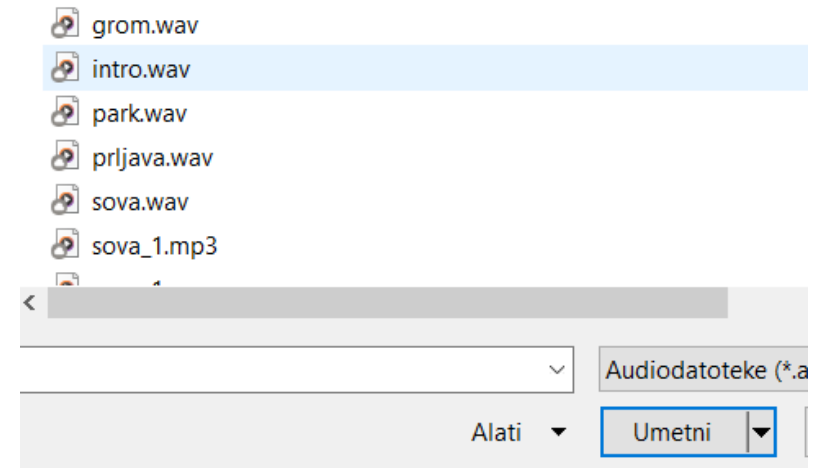 grom.wav
intro.wav
park.wav
prljava.wav
sova.wav
sova_1.mp3
Audiodatoteke (*.a
Alati Umetni